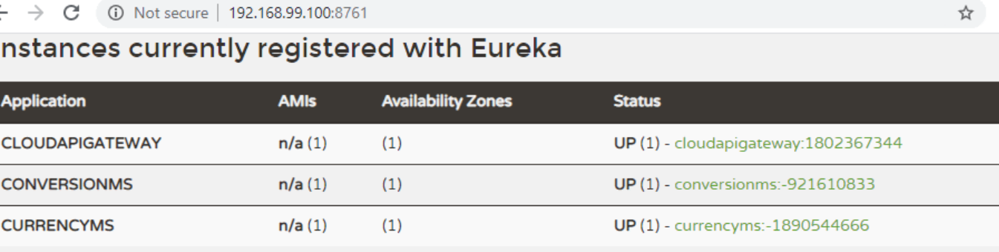 Not secure | 192.168.99.100:8761
nstances currently registered with Eureka
Application AMIs Availability Zones Status
CLOUDAPIGATEWAY n/a (1) (1) UP (1) - cloudapigateway:1802367344
CONVERSIONMS n/a (1) (1) UP (1) - conversionms:-921610833
CURRENCYMS n/a (1) (1) UP (1) - currencyms:-1890544666